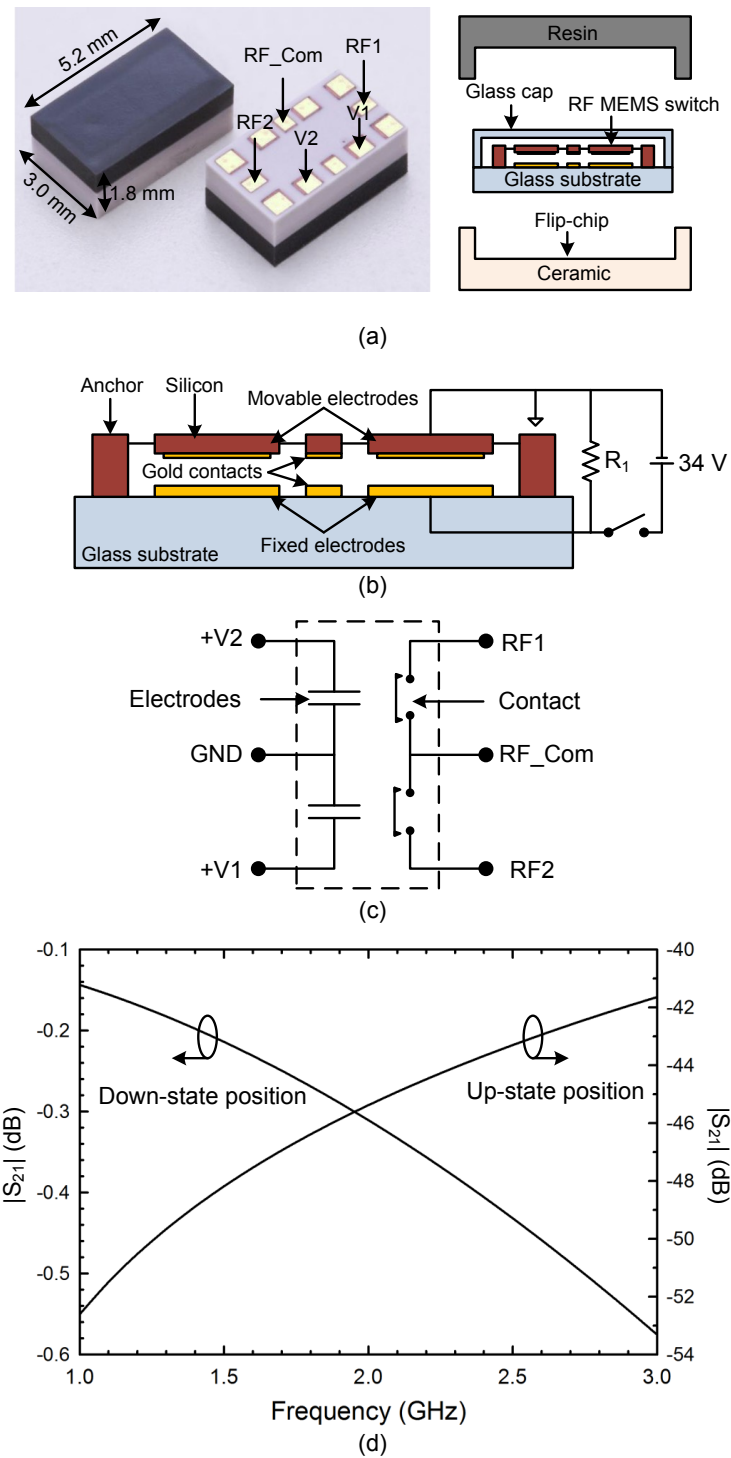 5.2 mm
3.0 mm
1.8 mm
RF_Com
RF1
RF2
V2
V1
Resin
Glass cap
RF MEMS switch
Glass substrate
Flip-chip
Ceramic
(a)
Anchor
Silicon
Movable electrodes
Gold contacts
R1
34 V
Glass substrate
Fixed electrodes
(b)
+V2
RF1
Electrodes
Contact
GND
RF_Com
+V1
RF2
(c)
-0.1
-0.2
-0.3
-0.4
-0.5
-0.6
|S21| (dB)
Down-state position
Up-state position
-40
-42
-44
-46
-48
-50
-52
-54
|S21| (dB)
1.0
1.5
2.0
2.5
3.0
Frequency (GHz)
(d)